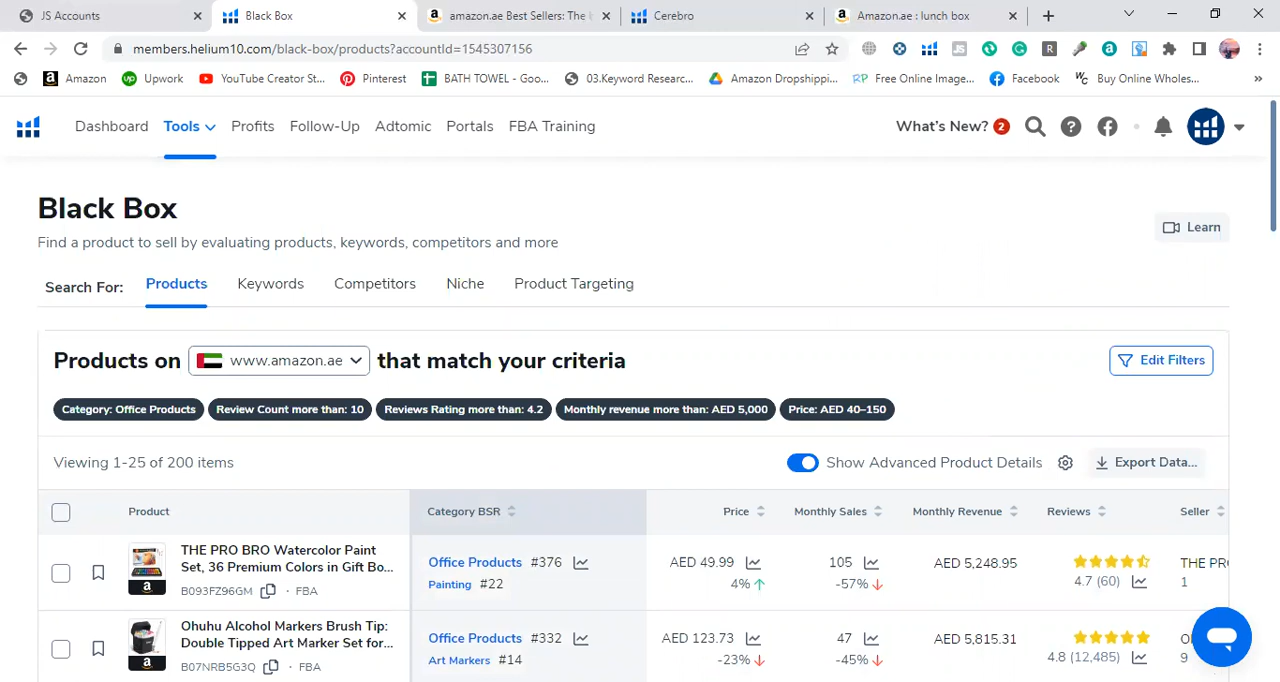 JS Accounts
Black Box
amazon.ae Best Sellers: The
Cerebro
Amazon.ae : lunch box
members.helium10.com/black-box/products?accountId=1545307156
Amazon
Upwork
YouTube Creator St...
Pinterest
BATH TOWEL - Goo...
03.Keyword Researc...
Amazon Dropshippi...
RP Free Online Image...
Facebook
Buy Online Wholes...
Dashboard Tools Profits Follow-Up Adtomic Portals FBA Training
What's New? 2
Black Box
Find a product to sell by evaluating products, keywords, competitors and more
Learn
Search For: Products Keywords Competitors Niche Product Targeting
Products on www.amazon.ae that match your criteria
Edit Filters
Category: Office Products Review Count more than: 10 Reviews Rating more than: 4.2 Monthly revenue more than: AED 5,000 Price: AED 40–150
Viewing 1-25 of 200 items
Show Advanced Product Details
Export Data...
Product Category BSR Price Monthly Sales Monthly Revenue Reviews Seller
THE PRO BRO Watercolor Paint
Set, 36 Premium Colors in Gift Bo...
B093FZ96GM · FBA
Office Products #376
Painting #22
AED 49.99
4%
105
-57%
AED 5,248.95
4.7 (60)
THE PR
1
Ohuhu Alcohol Markers Brush Tip:
Double Tipped Art Marker Set for...
B07NRB5G3Q · FBA
Office Products #332
Art Markers #14
AED 123.73
-23%
47
-45%
AED 5,815.31
4.8 (12,485)
9